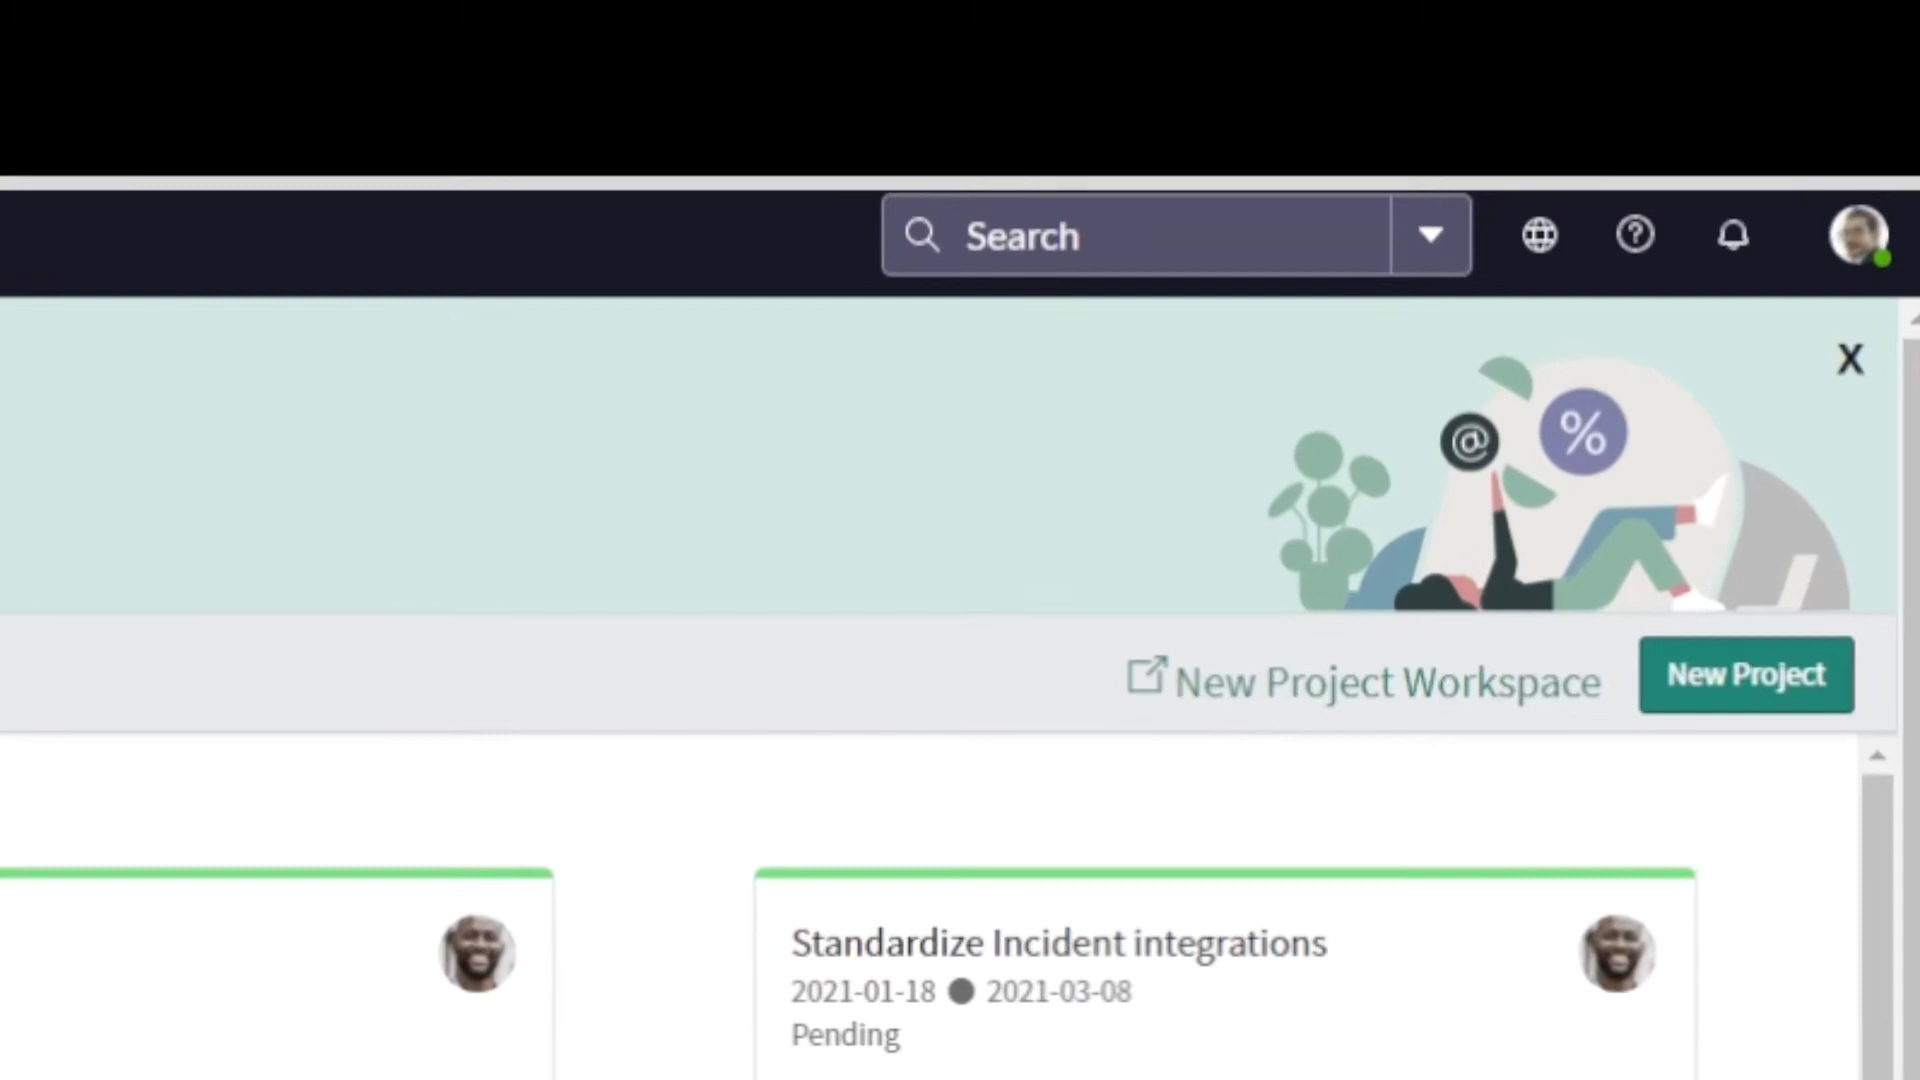 Search
X
@ %
New Project Workspace
New Project
Standardize Incident integrations
2021-01-18 ● 2021-03-08
Pending